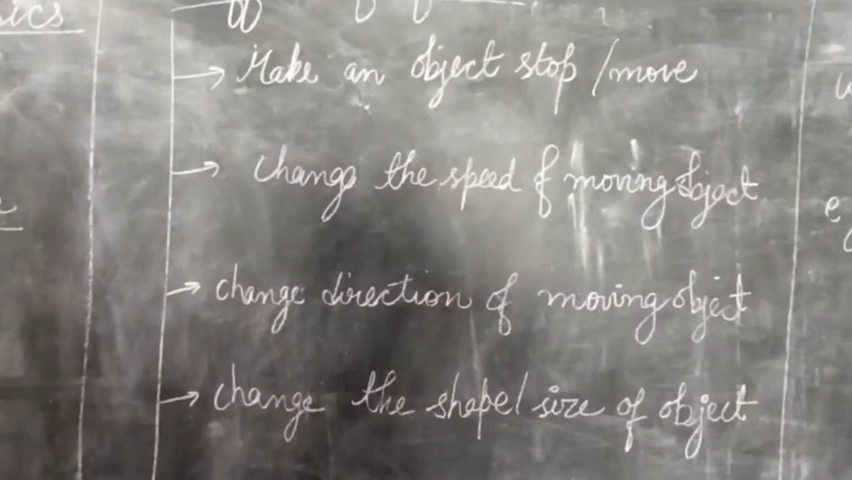 ics
→ Make an object stop /move
→ change the speed of moving object
→ change direction of moving object
→ change the shape/size of object